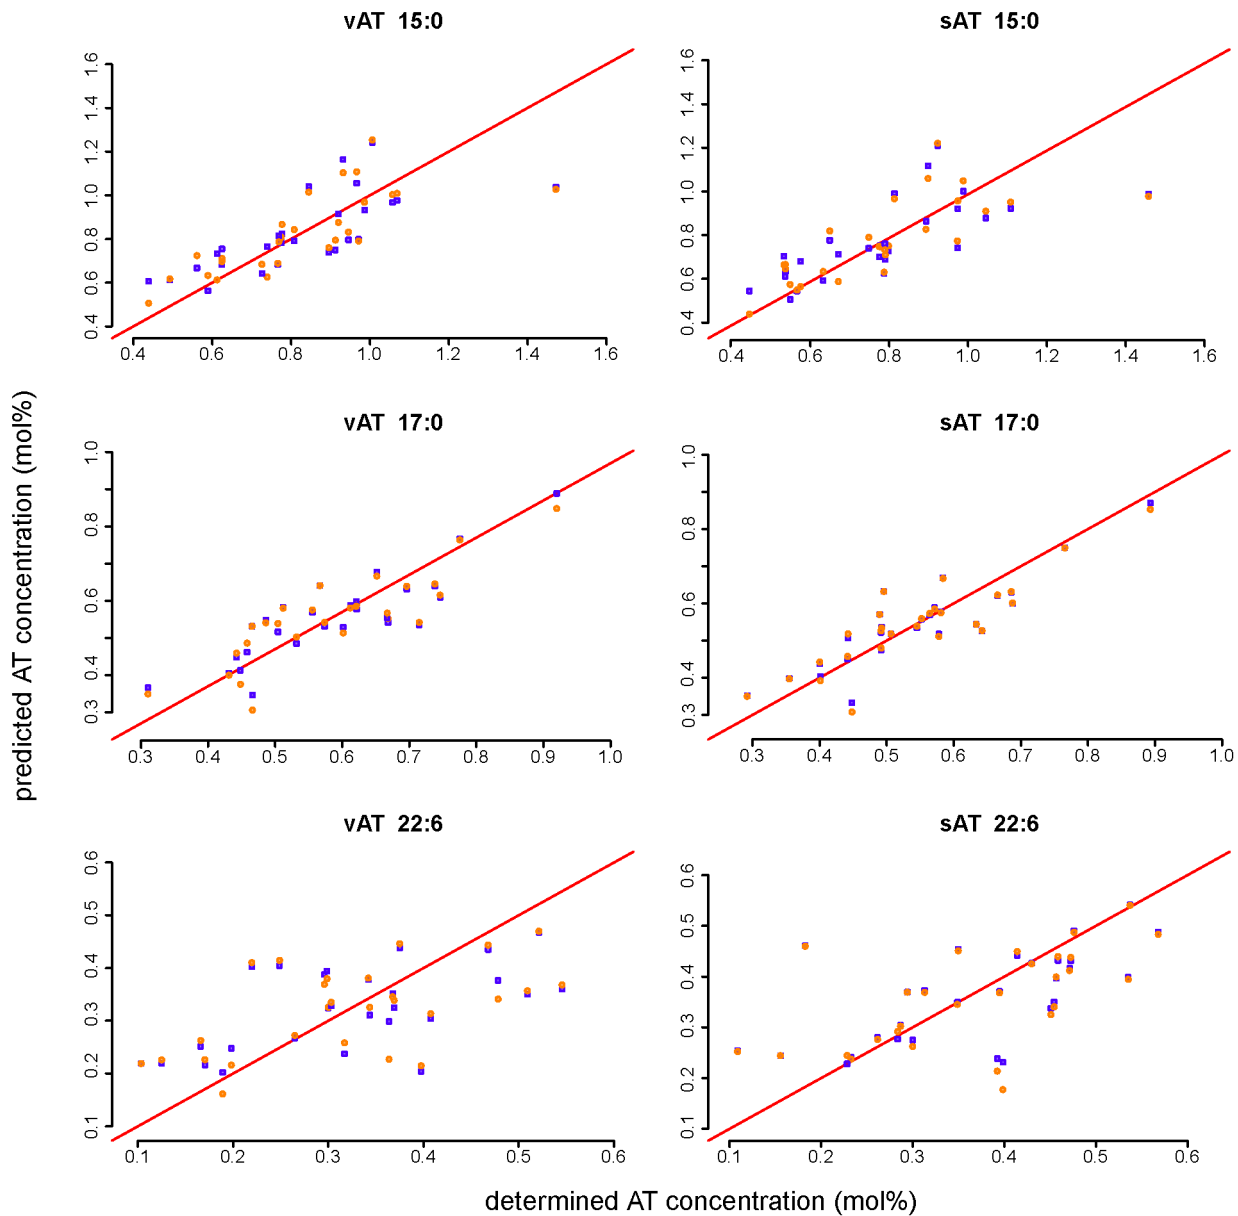 vAT 15:0
sAT 15:0
1.6
1.4
1.2
1.0
0.8
0.6
0.4
0.4 0.6 0.8 1.0 1.2 1.4 1.6
1.6
1.4
1.2
1.0
0.8
0.6
0.4
0.4 0.6 0.8 1.0 1.2 1.4 1.6
predicted AT concentration (mol%)
vAT 17:0
sAT 17:0
1.0
0.8
0.6
0.4
0.3
0.3 0.4 0.5 0.6 0.7 0.8 0.9 1.0
1.0
0.8
0.6
0.4
0.3
0.3 0.4 0.5 0.6 0.7 0.8 0.9 1.0
vAT 22:6
sAT 22:6
0.6
0.5
0.4
0.3
0.2
0.1
0.1 0.2 0.3 0.4 0.5 0.6
0.6
0.5
0.4
0.3
0.2
0.1
0.1 0.2 0.3 0.4 0.5 0.6
determined AT concentration (mol%)